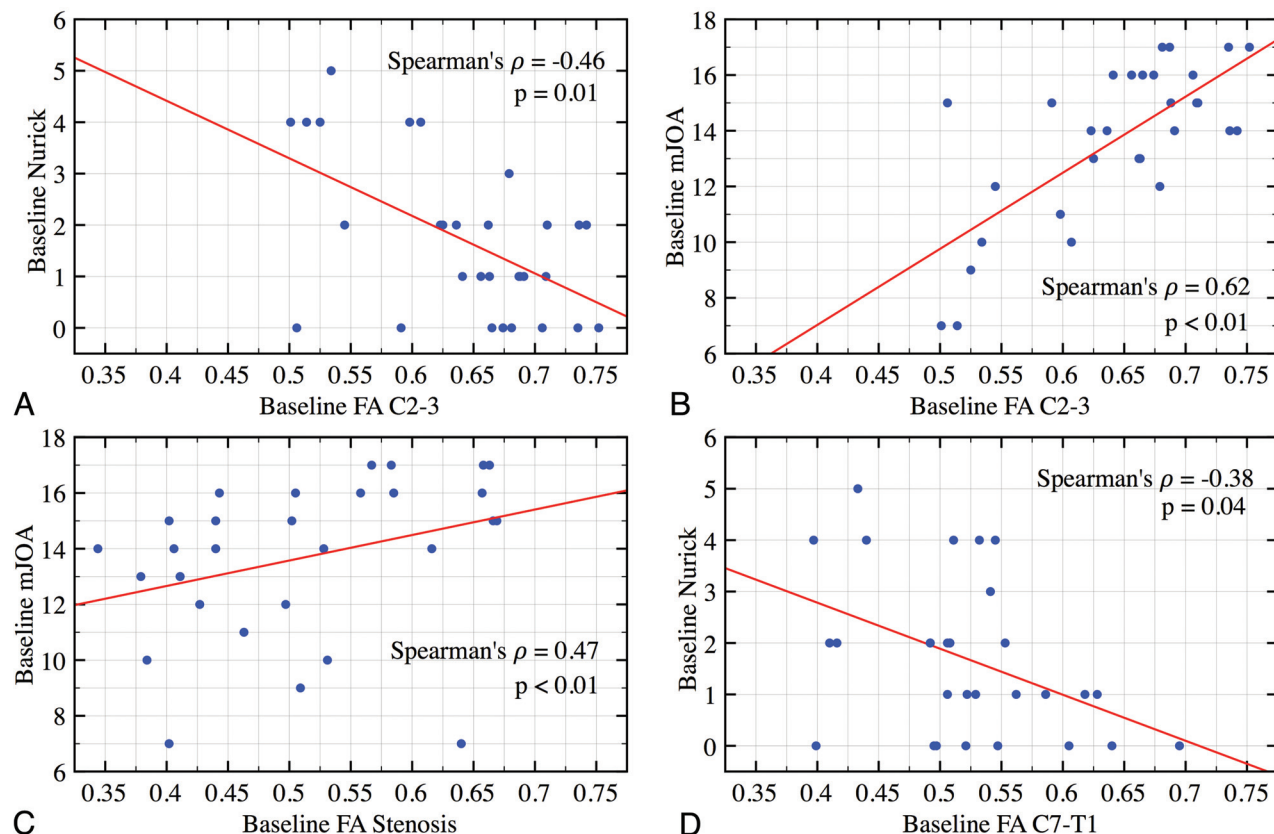 6
5
4
3
2
1
0
Baseline Nurick
Spearman's ρ = -0.46
p = 0.01
0.35 0.4 0.45 0.5 0.55 0.6 0.65 0.7 0.75
A
Baseline FA C2-3
18
16
14
12
10
8
6
Baseline mJOA
Spearman's ρ = 0.62
p < 0.01
0.35 0.4 0.45 0.5 0.55 0.6 0.65 0.7 0.75
B
Baseline FA C2-3
18
16
14
12
10
8
6
Baseline mJOA
Spearman's ρ = 0.47
p < 0.01
0.35 0.4 0.45 0.5 0.55 0.6 0.65 0.7 0.75
C
Baseline FA Stenosis
6
5
4
3
2
1
0
Baseline Nurick
Spearman's ρ = -0.38
p = 0.04
0.35 0.4 0.45 0.5 0.55 0.6 0.65 0.7 0.75
D
Baseline FA C7-T1